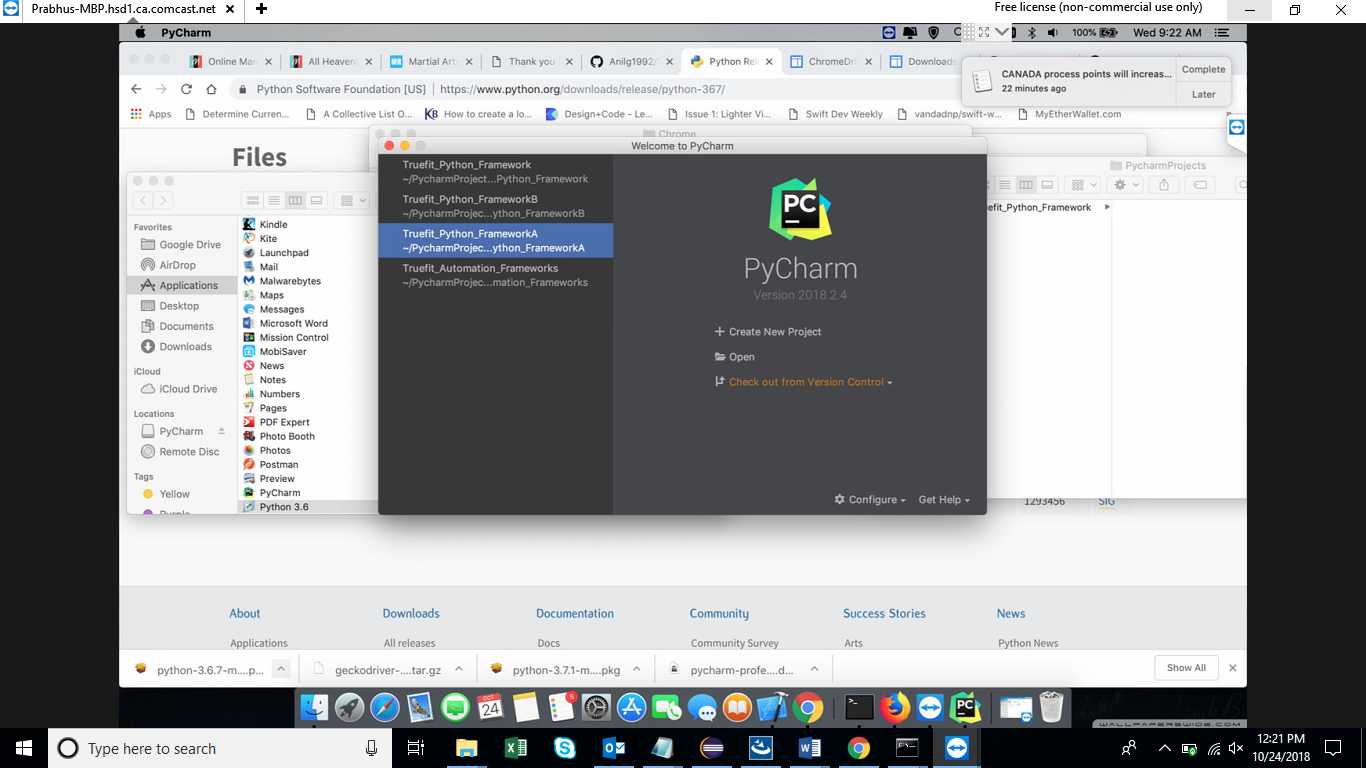 Prabhus-MBP.hsd1.ca.comcast.net
Free license (non-commercial use only)
PyCharm
100%
Wed 9:22 AM
Online Man
All Heaven
Martial Arts
Thank you
Anilg1992/
Python Rel
ChromeDri
Downloads
https://www.python.org/downloads/release/python-367/
Python Software Foundation [US]
CANADA process points will increas...
22 minutes ago
Complete
Later
Apps
Determine Curren...
A Collective List O...
How to create a lo...
Design+Code - Le...
Issue 1: Lighter Vi...
Swift Dev Weekly
vandadnp/swift-w...
MyEtherWallet.com
»
Files
Chrome
Welcome to PyCharm
PycharmProjects
Truefit_Python_Framework
~/PycharmProject...Python_Framework
Truefit_Python_FrameworkB
~/PycharmProjec...ython_FrameworkB
Truefit_Python_FrameworkA
~/PycharmProjec...ython_FrameworkA
Truefit_Automation_Frameworks
~/PycharmProjec...mation_Frameworks
PC
PyCharm
Version 2018.2.4
Create New Project
Open
Check out from Version Control
Configure
Get Help
efit_Python_Framework
Favorites
Google Drive
AirDrop
Applications
Desktop
Documents
Downloads
iCloud
iCloud Drive
Locations
PyCharm
Remote Disc
Tags
Yellow
Purple
Kindle
Kite
Launchpad
Mail
Malwarebytes
Maps
Messages
Microsoft Word
Mission Control
MobiSaver
News
Notes
Numbers
Pages
PDF Expert
Photo Booth
Photos
Postman
Preview
PyCharm
Python 3.6
1293456
SIG
About
Downloads
Documentation
Community
Success Stories
News
Applications
All releases
Docs
Community Survey
Arts
Python News
python-3.6.7-m....p...
geckodriver-....tar.gz
python-3.7.1-m....pkg
pycharm-profe....d...
Show All
OCT
24
5
PC
WALLPAPERSWIDE.COM
Type here to search
12:21 PM
10/24/2018